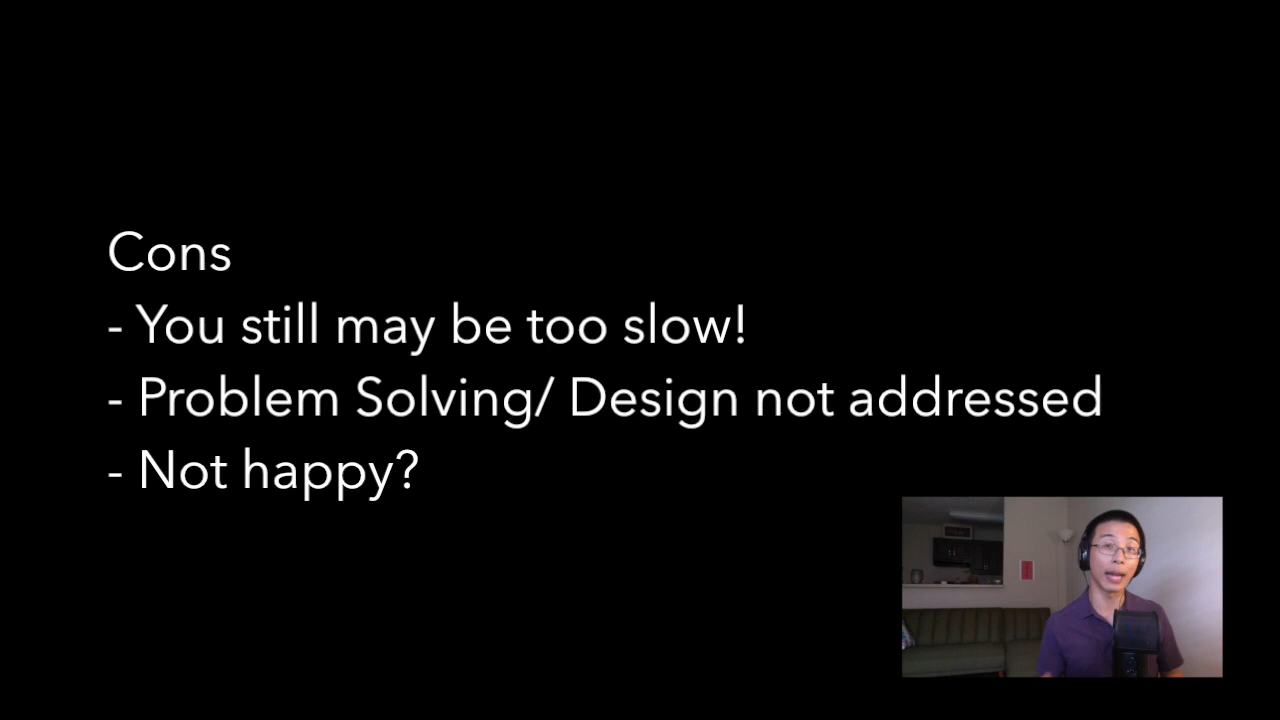 Cons
- You still may be too slow!
- Problem Solving/ Design not addressed
- Not happy?